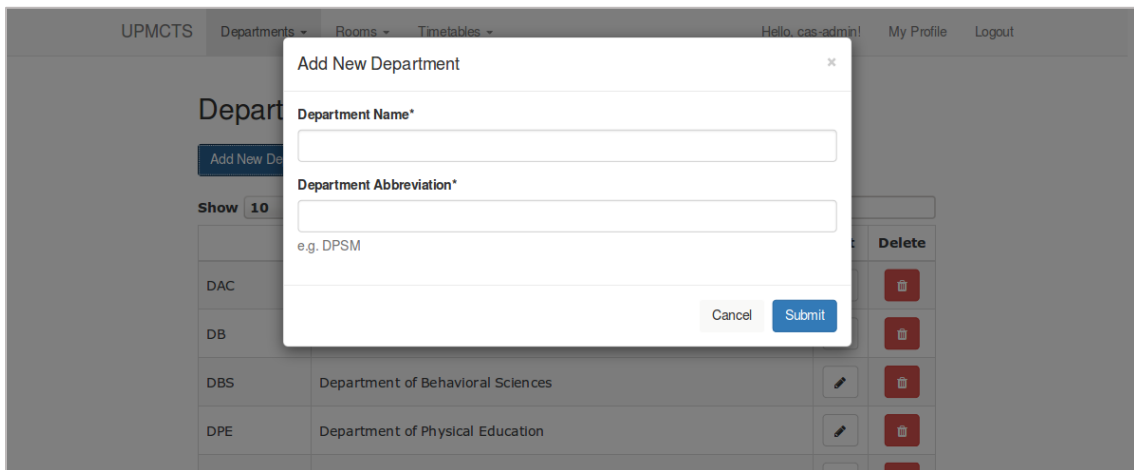 UPMCTS Departments Rooms Timetables Hello, cas-admin! My Profile Logout
Add New Department ×
Depart
Department Name*
Add New De
Department Abbreviation*
Show 10
e.g. DPSM
t Delete
DAC
Cancel Submit
DB
DBS Department of Behavioral Sciences
DPE Department of Physical Education